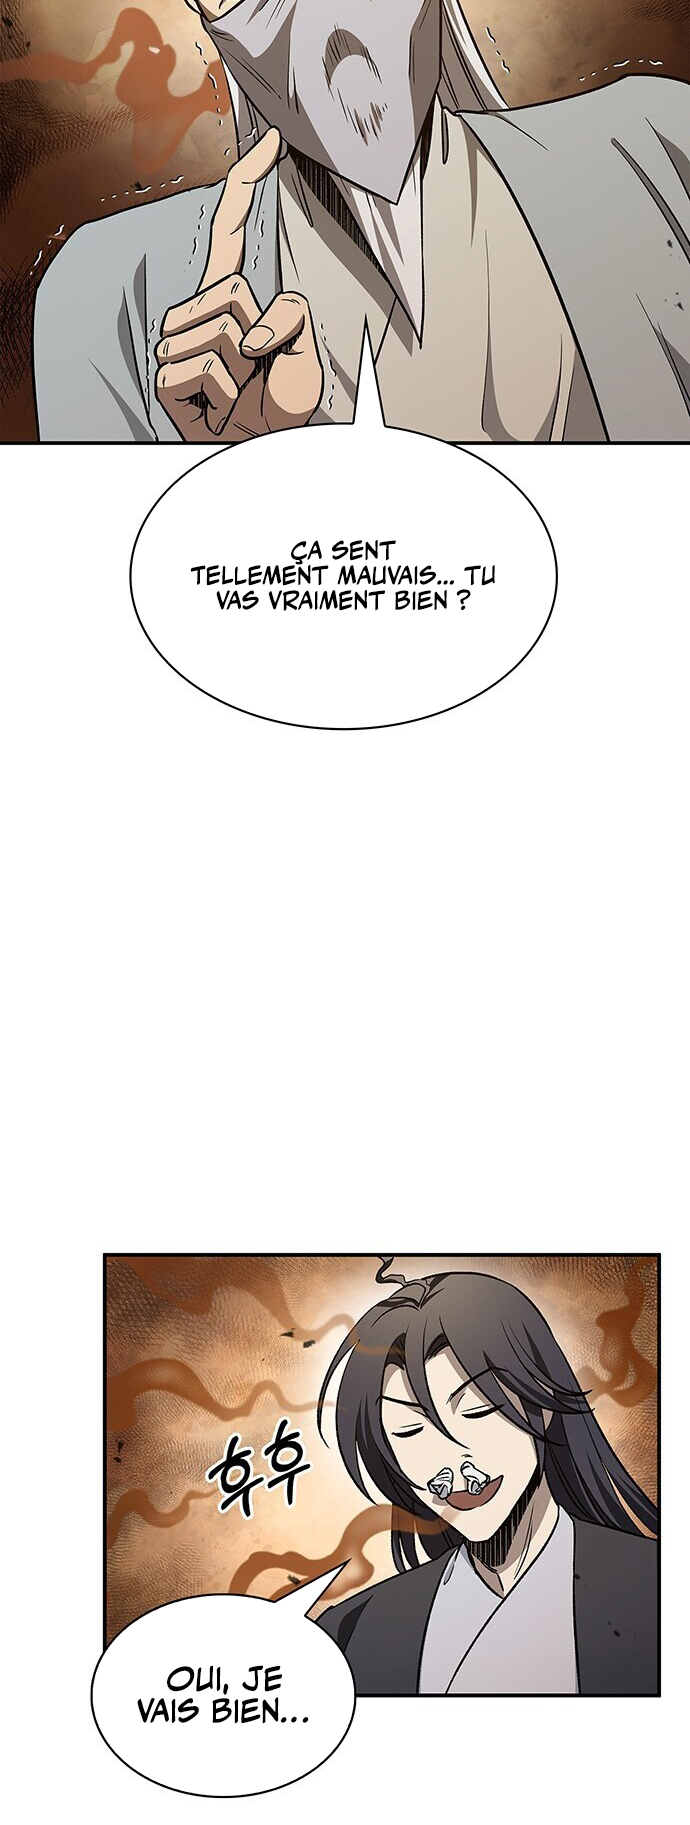 ÇA SENT
TELLEMENT MAUVAIS... TU
VAS VRAIMENT BIEN ?
후후
OUI, JE
VAIS BIEN...